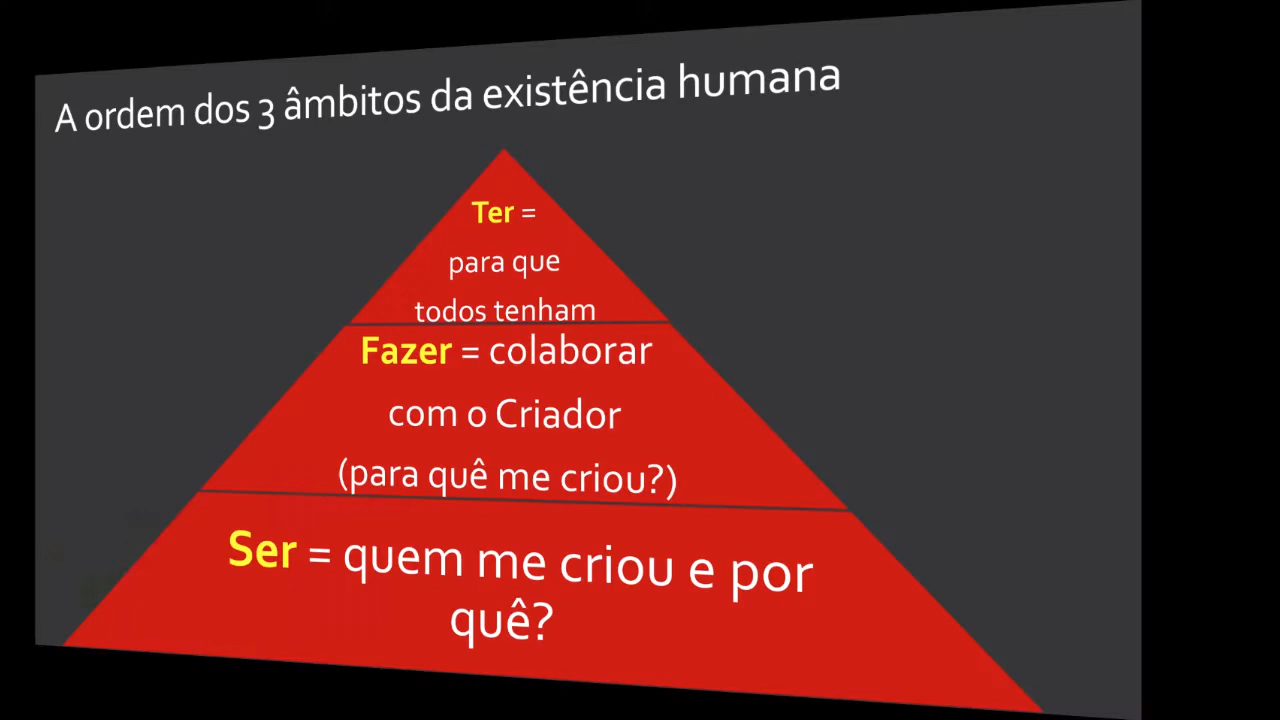 A ordem dos 3 âmbitos da existência humana
Ter =
para que
todos tenham
Fazer = colaborar
com o Criador
(para quê me criou?)
Ser = quem me criou e por
quê?